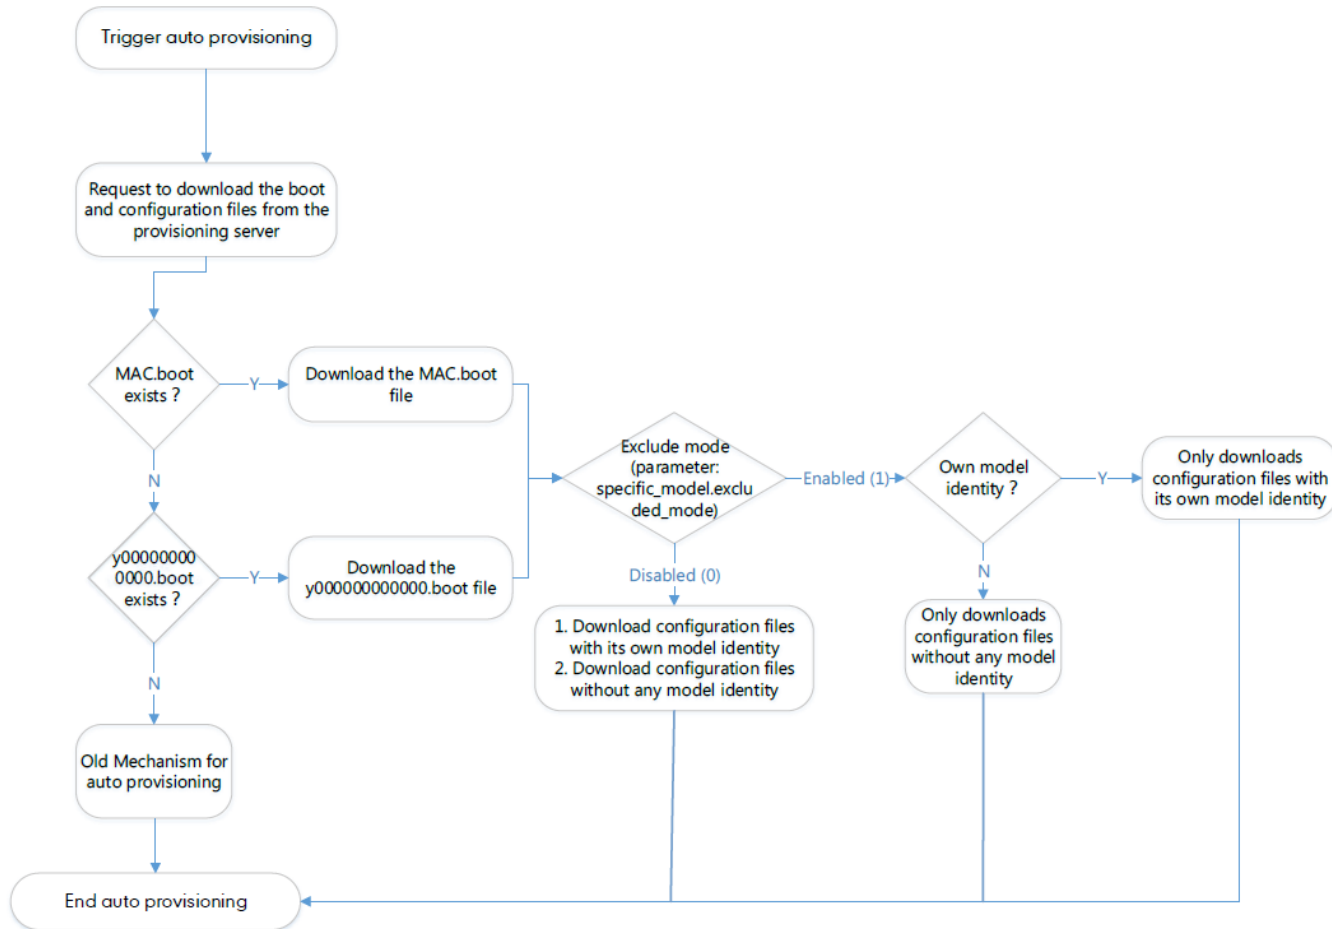 Trigger auto provisioning
Request to download the boot
and configuration files from the
provisioning server
MAC.boot
exists ?
Y
Download the MAC.boot
file
N
y00000000
0000.boot
exists ?
Y
Download the
y000000000000.boot file
N
Old Mechanism for
auto provisioning
Exclude mode
(parameter:
specific_model.exclu
ded_mode)
Enabled (1)
Disabled (0)
1. Download configuration files
with its own model identity
2. Download configuration files
without any model identity
Own model
identity ?
Y
Only downloads
configuration files with
its own model identity
N
Only downloads
configuration files
without any model
identity
End auto provisioning